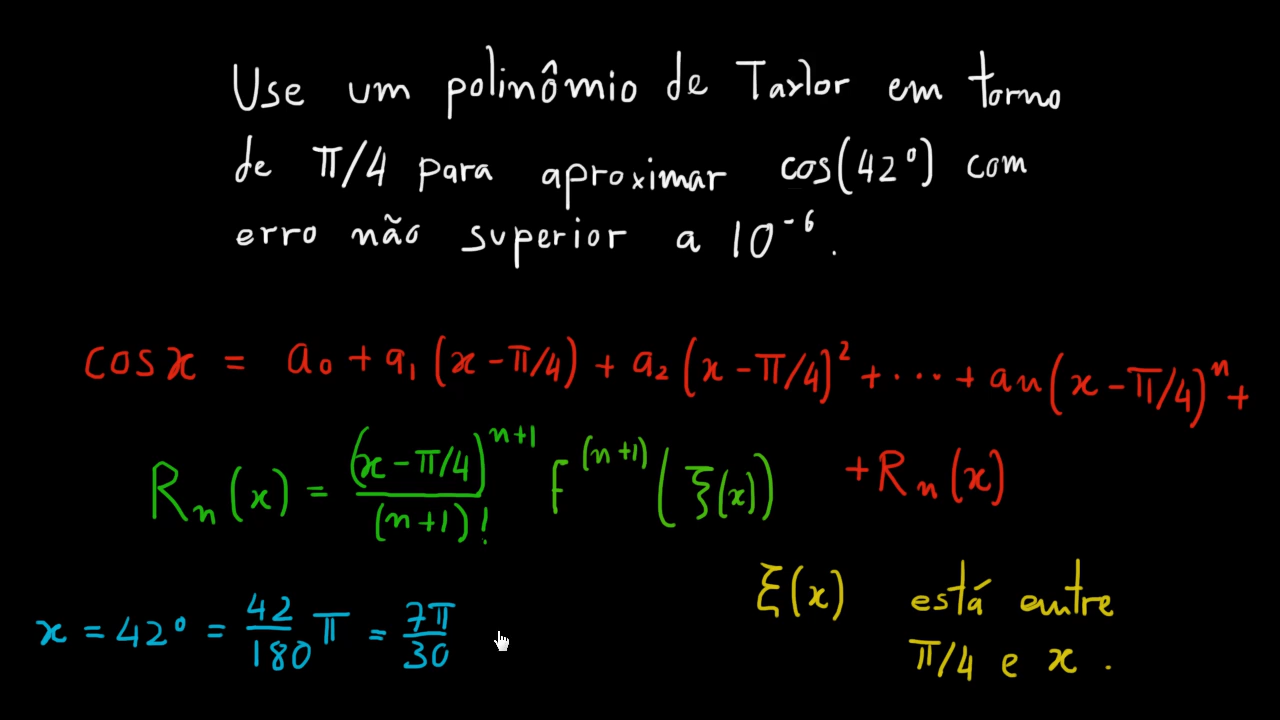 Use um polinômio de Taylor em torno
de π/4 para aproximar cos(42°) com
erro não superior a 10⁻⁶.
cos x = a₀ + a₁(x-π/4) + a₂(x-π/4)² + ⋯ + an(x-π/4)ⁿ +
+ Rₙ(x)
Rₙ(x) = (x-π/4)ⁿ⁺¹/(n+1)! f⁽ⁿ⁺¹⁾(ξ(x))
ξ(x) está entre
π/4 e x.
x = 42° = 42/180 π = 7π/30